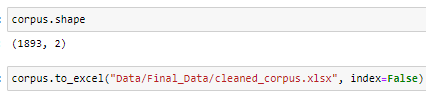 corpus.shape
(1893, 2)
corpus.to_excel("Data/Final_Data/cleaned_corpus.xlsx", index=False)